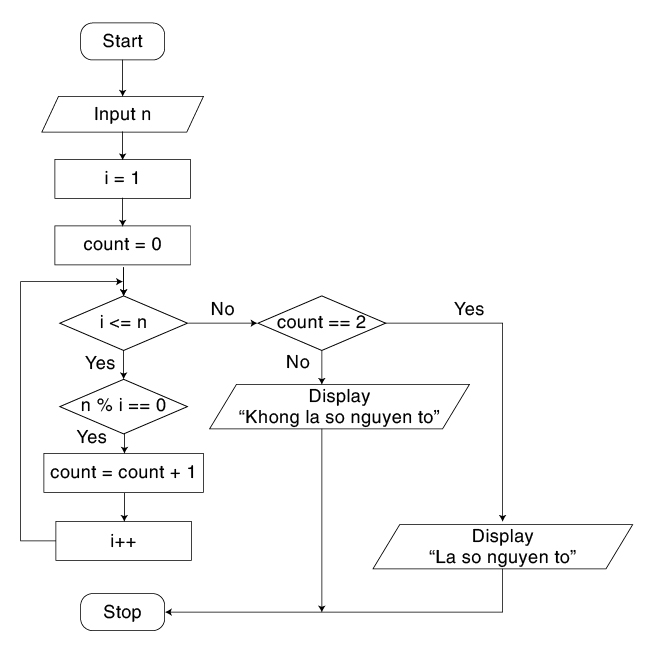 Start
Input n
i = 1
count = 0
i <= n
No
count == 2
Yes
Yes
No
n % i == 0
Display
“Khong la so nguyen to”
Yes
count = count + 1
i++
Display
“La so nguyen to”
Stop